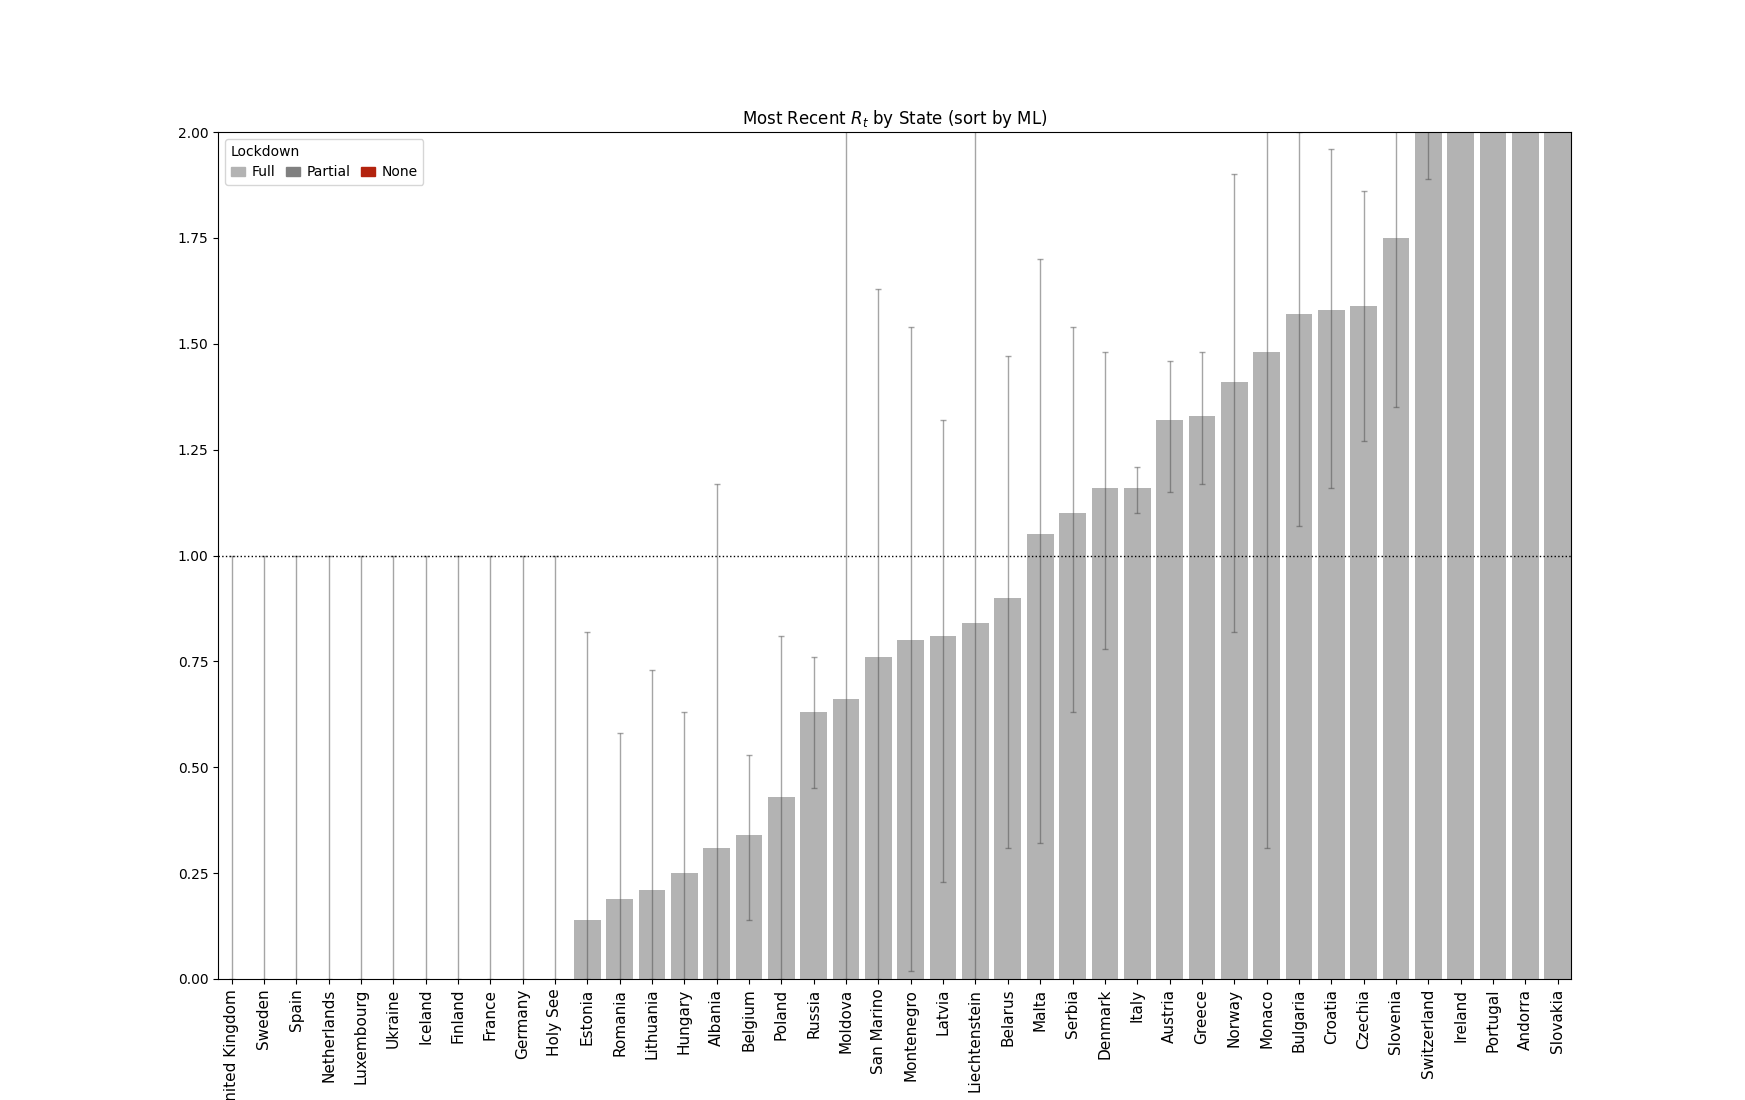 Most Recent R_t by State (sort by ML)
Lockdown
Full Partial None
2.00
1.75
1.50
1.25
1.00
0.75
0.50
0.25
0.00
nited Kingdom
Sweden
Spain
Netherlands
Luxembourg
Ukraine
Iceland
Finland
France
Germany
Holy See
Estonia
Romania
Lithuania
Hungary
Albania
Belgium
Poland
Russia
Moldova
San Marino
Montenegro
Latvia
Liechtenstein
Belarus
Malta
Serbia
Denmark
Italy
Austria
Greece
Norway
Monaco
Bulgaria
Croatia
Czechia
Slovenia
Switzerland
Ireland
Portugal
Andorra
Slovakia